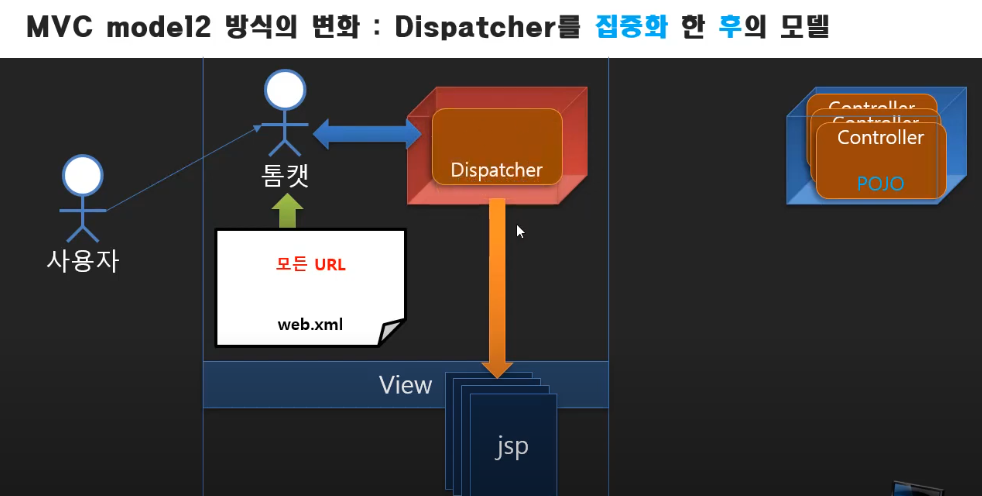 MVC model2 방식의 변화 : Dispatcher를 집중화 한 후의 모델
사용자
톰캣
모든 URL
web.xml
Dispatcher
View
jsp
Controller
Controller
Controller
POJO